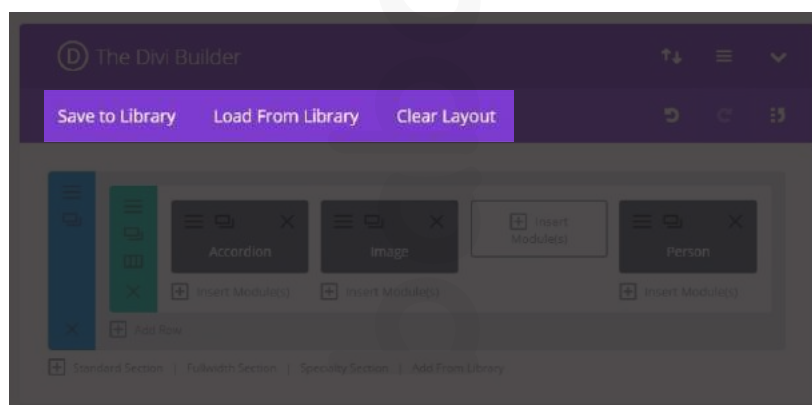 D The Divi Builder
Save to Library Load From Library Clear Layout
Insert
Module(s)
Accordion Image Person
Insert Module(s) Insert Module(s) Insert Module(s)
Add Row
Standard Section | Fullwidth Section | Specialty Section | Add From Library